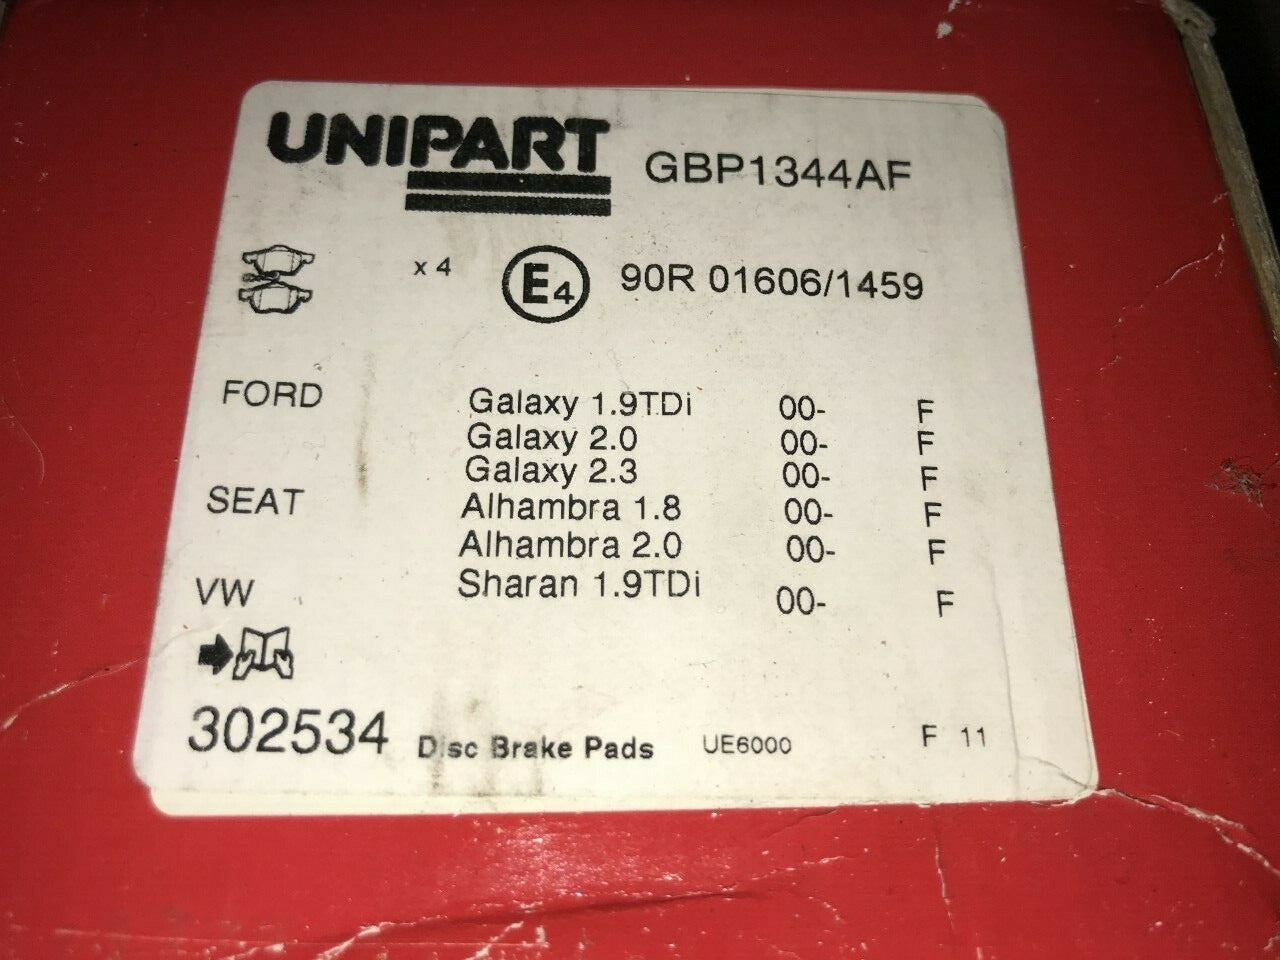 UNIPART GBP1344AF
x 4 E4 90R 01606/1459
FORD Galaxy 1.9TDi 00- F
Galaxy 2.0 00- F
Galaxy 2.3 00- F
SEAT Alhambra 1.8 00- F
Alhambra 2.0 00- F
VW Sharan 1.9TDi 00- F
302534 Disc Brake Pads UE6000 F 11